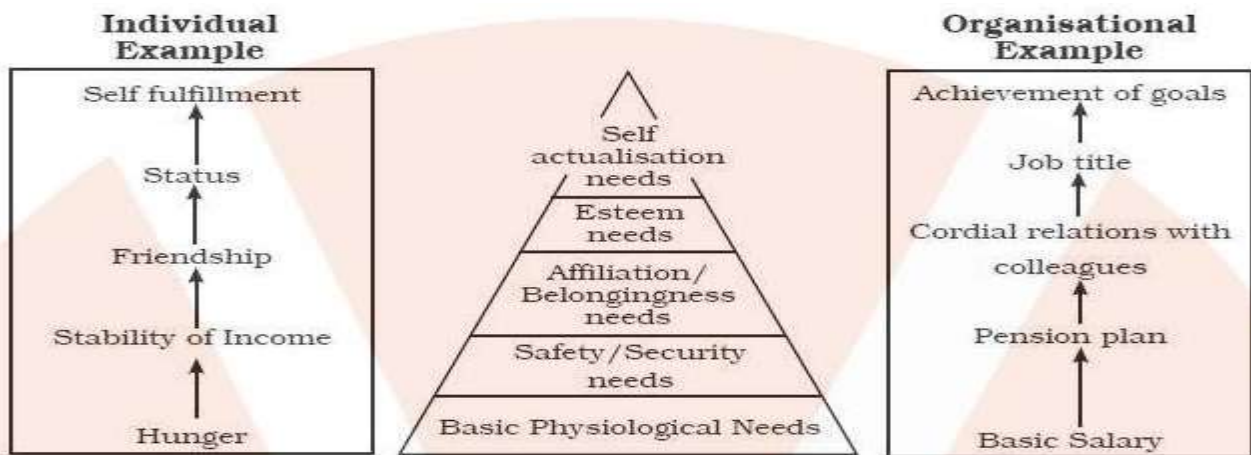 Individual
Example
Self fulfillment
Status
Friendship
Stability of Income
Hunger
Self
actualisation
needs
Esteem
needs
Affiliation/
Belongingness
needs
Safety/Security
needs
Basic Physiological Needs
Organisational
Example
Achievement of goals
Job title
Cordial relations with
colleagues
Pension plan
Basic Salary